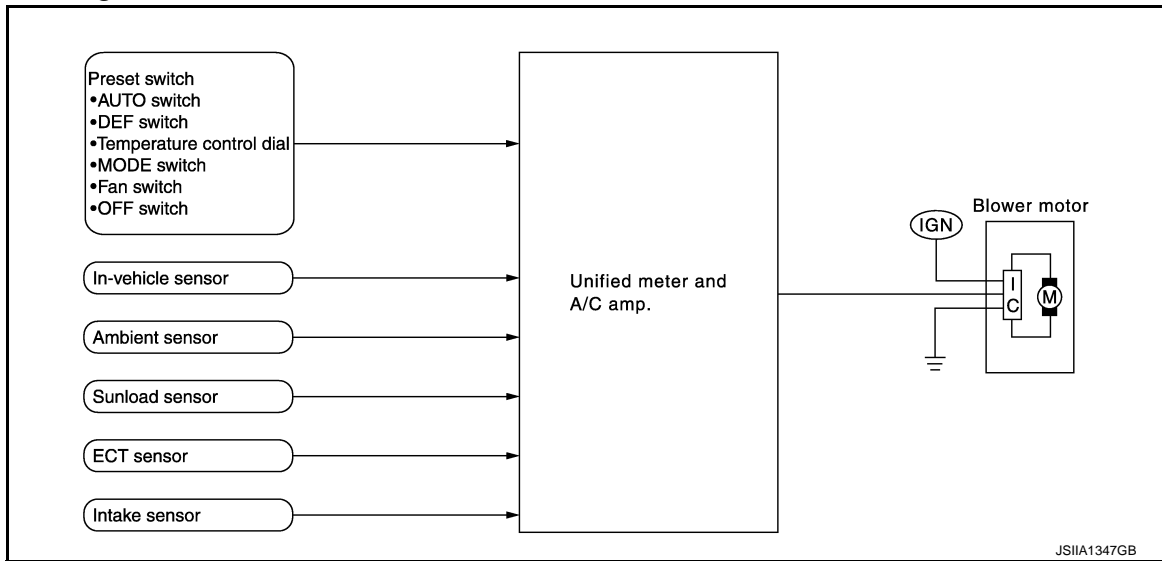 Preset switch
•AUTO switch
•DEF switch
•Temperature control dial
•MODE switch
•Fan switch
•OFF switch
In-vehicle sensor
Ambient sensor
Sunload sensor
ECT sensor
Intake sensor
Unified meter and
A/C amp.
Blower motor
IGN
I
C
M
JSIIA1347GB